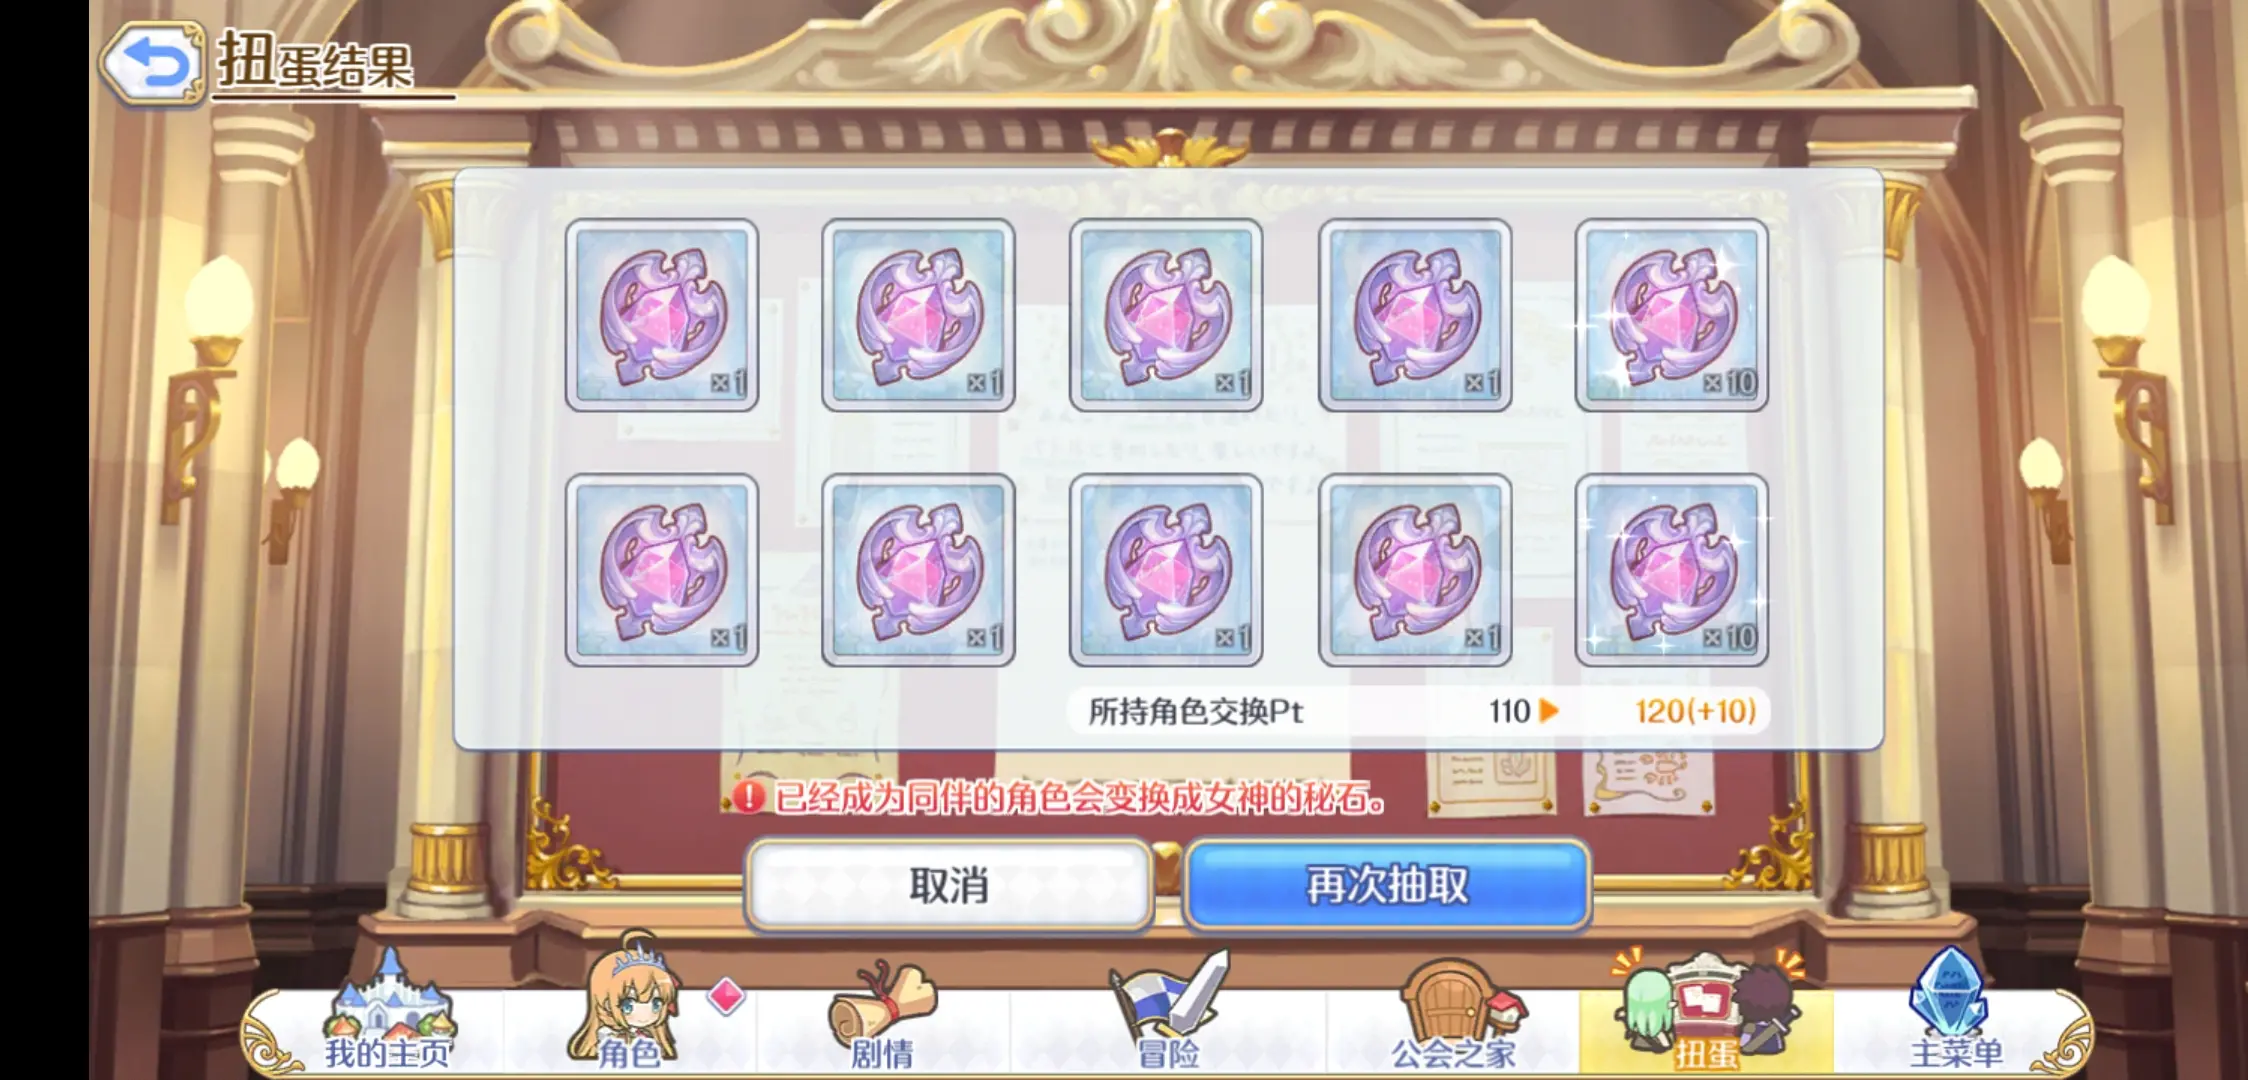 扭蛋结果
×1 ×1 ×1 ×1 ×10
×1 ×1 ×1 ×1 ×10
所持角色交换Pt 110 ▶ 120(+10)
已经成为同伴的角色会变换成女神的秘石。
取消 再次抽取
我的主页 角色 剧情 冒险 公会之家 扭蛋 主菜单